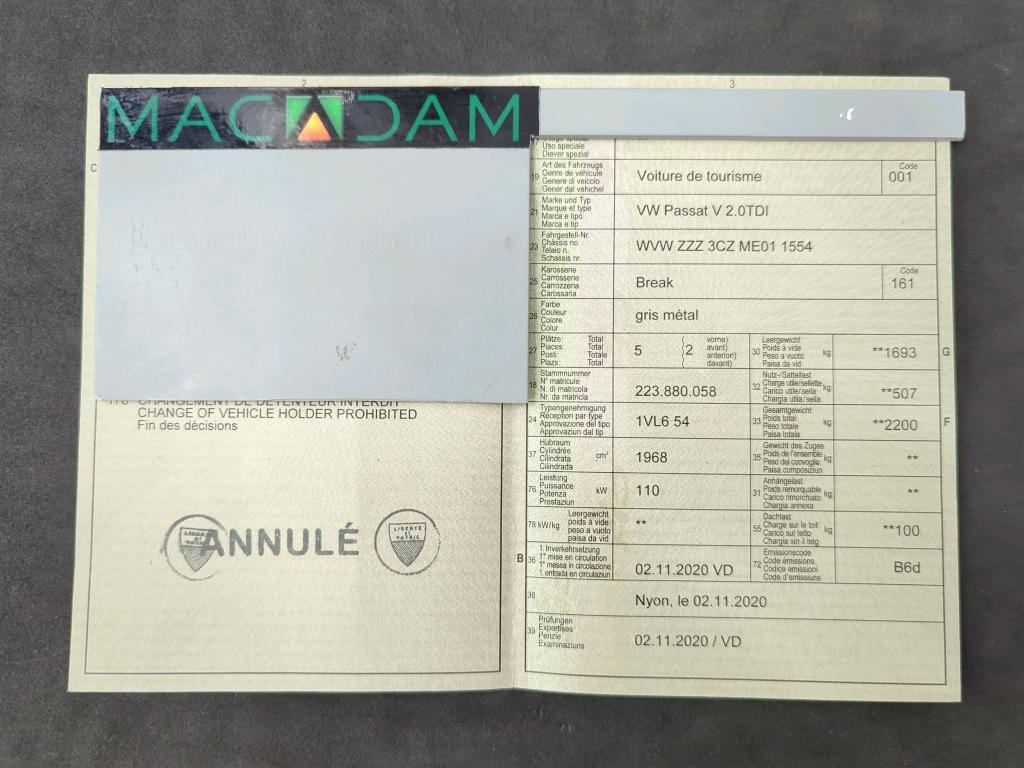 2
3
MACADAM
C
Uso speciale
Diever spezial
19 Art des Fahrzeugs
Genre de véhicule
Genere di veicolo
Gener dal vehichel
Voiture de tourisme
Code
001
21 Marke und Typ
Marque et type
Marca e tipo
Marca e tip
VW Passat V 2.0TDI
23 Fahrgestell-Nr.
Châssis no
Telaio n.
Schassis nr.
WVW ZZZ 3CZ ME01 1554
25 Karosserie
Carrosserie
Carrozzeria
Carossaria
Break
Code
161
26 Farbe
Couleur
Colore
Colur
gris métal
27 Plätze: Total
Places: Total
Posti: Totale
Plazs: Total
5
(2
vorne)
avant)
anteriori)
davant)
30 Leergewicht
Poids à vide
Peso a vuoto
Paisa da vid
kg
**1693
G
18 Stammnummer
N° matricule
N. di matricola
Nr. da matricla
223.880.058
32 Nutz-/Sattellast
Charge utile/sellette
Carico utile/sella
Chargia utila/sella
kg
**507
178 CHANGEMENT DE DÉTENTEUR INTERDIT
CHANGE OF VEHICLE HOLDER PROHIBITED
Fin des décisions
24 Typengenehmigung
Réception par type
Approvazione del tipo
Approvaziun dal tip
1VL6 54
33 Gesamtgewicht
Poids total
Peso totale
Paisa totala
kg
**2200
F
37 Hubraum
Cylindrée
Cilindrata
Cilindrada
cm³
1968
35 Gewicht des Zuges
Poids de l'ensemble
Peso del convoglio
Paisa cumposiziun
kg
**
76 Leistung
Puissance
Potenza
Prestaziun
kW
110
31 Anhängelast
Poids remorquable
Carico rimorchiato
Chargia annexa
kg
**
78 kW/kg Leergewicht
poids à vide
peso a vuoto
paisa da vid
**
55 Dachlast
Charge sur le toit
Carico sul tetto
Chargia sin il tetg
kg
**100
LIBERTÉ
ET
PATRIE
ANNULÉ
LIBERTÉ
ET
PATRIE
B
36 1. Inverkehrsetzung
1re mise en circulation
1a messa in circolazione
1. entrada en circulaziun
02.11.2020 VD
72 Emissionscode
Code émissions
Codice emissioni
Code d'emissiuns
B6d
38
Nyon, le 02.11.2020
39 Prüfungen
Expertises
Perizie
Examinaziuns
02.11.2020 / VD